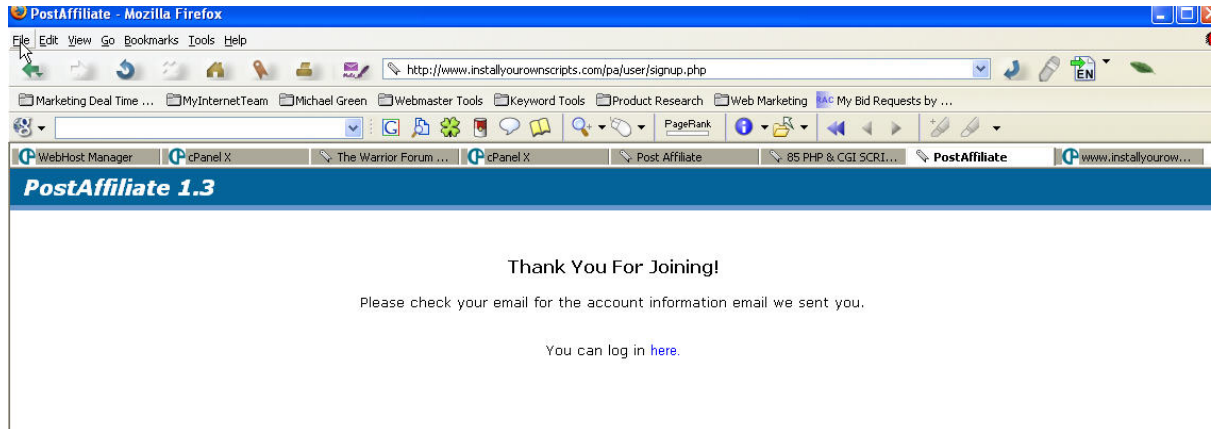 PostAffiliate - Mozilla Firefox
File Edit View Go Bookmarks Tools Help
http://www.installyourownscripts.com/pa/user/signup.php
EN
Marketing Deal Time ... MyInternetTeam Michael Green Webmaster Tools Keyword Tools Product Research Web Marketing RAC My Bid Requests by ...
G PageRank
WebHost Manager cPanel X The Warrior Forum ... cPanel X Post Affiliate 85 PHP & CGI SCRI... PostAffiliate www.installyourow...
PostAffiliate 1.3
Thank You For Joining!
Please check your email for the account information email we sent you.
You can log in here.